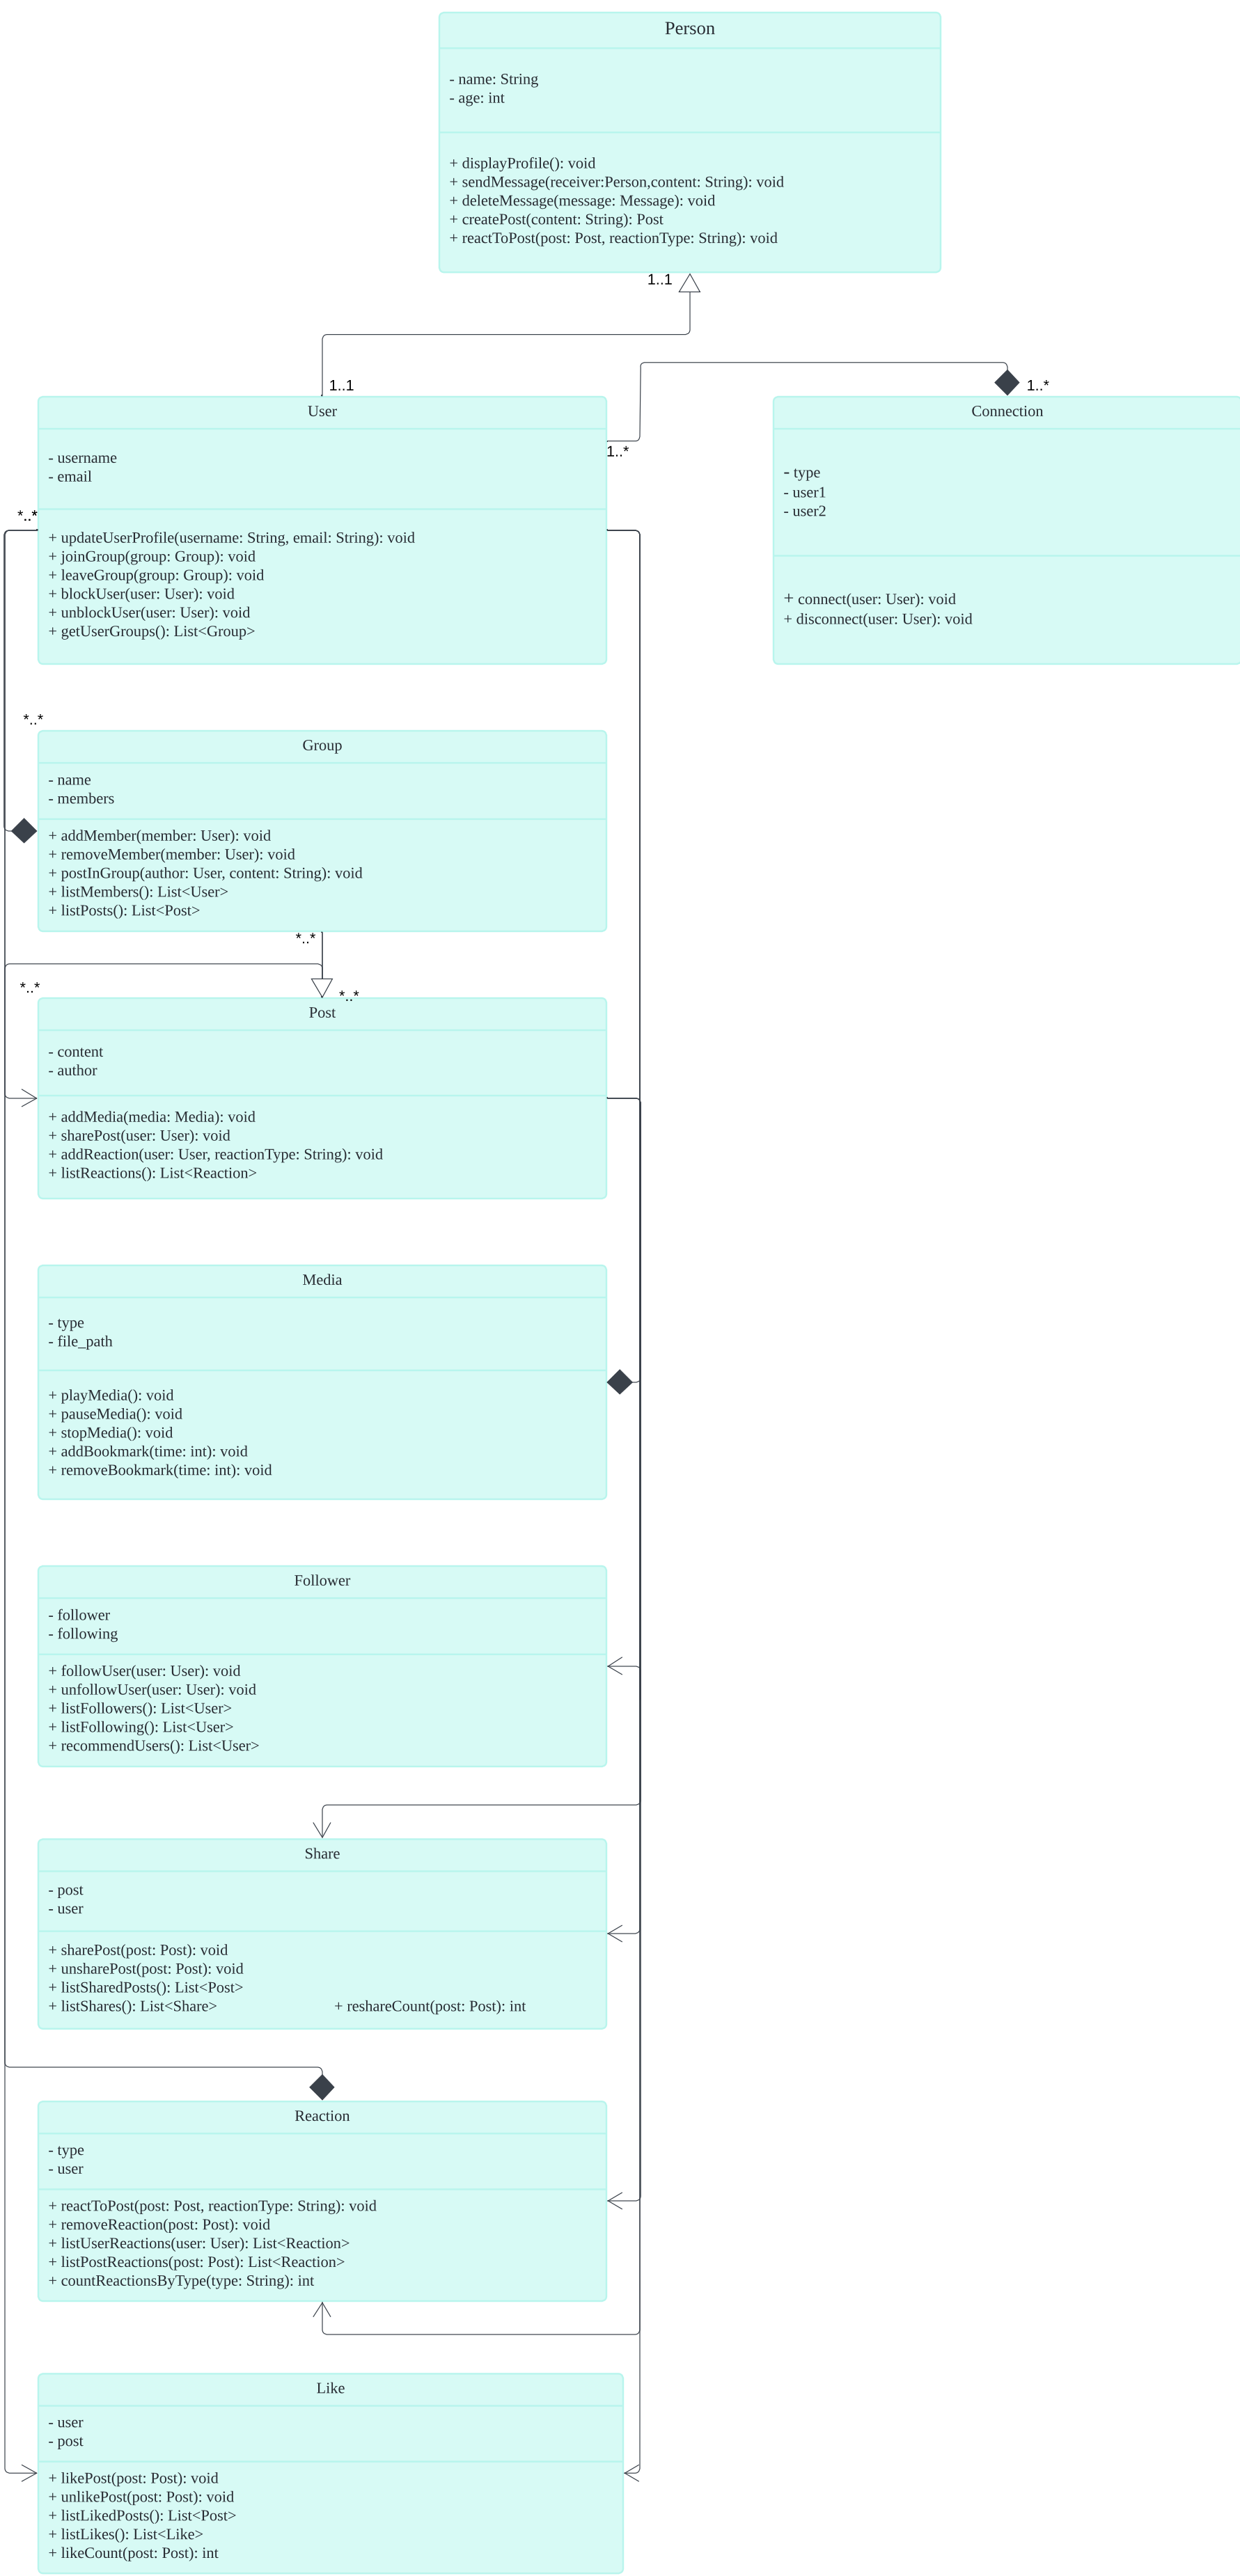 Person
- name: String
- age: int
+ displayProfile(): void
+ sendMessage(receiver:Person,content: String): void
+ deleteMessage(message: Message): void
+ createPost(content: String): Post
+ reactToPost(post: Post, reactionType: String): void
1..1
1..1
1..*
User
- username
- email
+ updateUserProfile(username: String, email: String): void
+ joinGroup(group: Group): void
+ leaveGroup(group: Group): void
+ blockUser(user: User): void
+ unblockUser(user: User): void
+ getUserGroups(): List<Group>
1..*
*..*
Connection
- type
- user1
- user2
+ connect(user: User): void
+ disconnect(user: User): void
*..*
Group
- name
- members
+ addMember(member: User): void
+ removeMember(member: User): void
+ postInGroup(author: User, content: String): void
+ listMembers(): List<User>
+ listPosts(): List<Post>
*..*
*..*
*..*
Post
- content
- author
+ addMedia(media: Media): void
+ sharePost(user: User): void
+ addReaction(user: User, reactionType: String): void
+ listReactions(): List<Reaction>
Media
- type
- file_path
+ playMedia(): void
+ pauseMedia(): void
+ stopMedia(): void
+ addBookmark(time: int): void
+ removeBookmark(time: int): void
Follower
- follower
- following
+ followUser(user: User): void
+ unfollowUser(user: User): void
+ listFollowers(): List<User>
+ listFollowing(): List<User>
+ recommendUsers(): List<User>
Share
- post
- user
+ sharePost(post: Post): void
+ unsharePost(post: Post): void
+ listSharedPosts(): List<Post>
+ listShares(): List<Share> + reshareCount(post: Post): int
Reaction
- type
- user
+ reactToPost(post: Post, reactionType: String): void
+ removeReaction(post: Post): void
+ listUserReactions(user: User): List<Reaction>
+ listPostReactions(post: Post): List<Reaction>
+ countReactionsByType(type: String): int
Like
- user
- post
+ likePost(post: Post): void
+ unlikePost(post: Post): void
+ listLikedPosts(): List<Post>
+ listLikes(): List<Like>
+ likeCount(post: Post): int